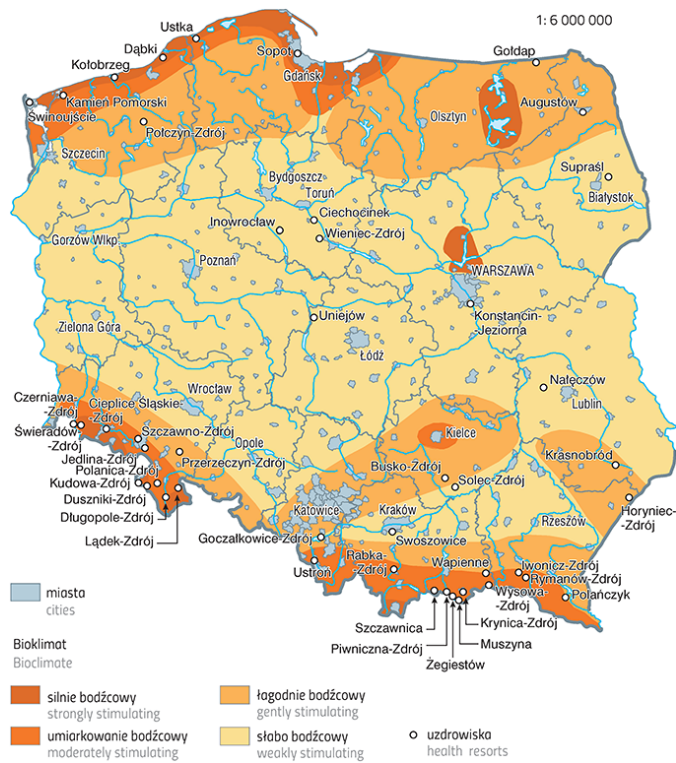 1: 6 000 000
Ustka
Dąbki
Sopot
Gołdap
Kołobrzeg
Gdańsk
Kamień Pomorski
Augustów
Świnoujście
Olsztyn
Połczyn-Zdrój
Szczecin
Supraśl
Bydgoszcz
Białystok
Toruń
Ciechocinek
Inowrocław
Wieniec-Zdrój
Gorzów Wlkp.
Poznań
WARSZAWA
Uniejów
Konstancin-
Jeziorna
Zielona Góra
Łódź
Nałęczów
Wrocław
Lublin
Czerniawa-
-Zdrój
Cieplice Śląskie-
-Zdrój
Świeradów-
-Zdrój
Szczawno-Zdrój
Kielce
Opole
Jedlina-Zdrój
Przerzeczyn-Zdrój
Krasnobród
Polanica-Zdrój
Busko-Zdrój
Kudowa-Zdrój
Solec-Zdrój
Duszniki-Zdrój
Katowice
Kraków
Horyniec-
-Zdrój
Długopole-Zdrój
Rzeszów
Lądek-Zdrój
Goczałkowice-Zdrój
Swoszowice
Ustroń
Rabka-
-Zdrój
Wapienne
Iwonicz-Zdrój
Rymanów-Zdrój
Wysowa-
-Zdrój
Polańczyk
Szczawnica
Krynica-Zdrój
Piwniczna-Zdrój
Muszyna
Żegiestów
miasta
cities
Bioklimat
Bioclimate
silnie bodźcowy
strongly stimulating
łagodnie bodźcowy
gently stimulating
umiarkowanie bodźcowy
moderately stimulating
słabo bodźcowy
weakly stimulating
uzdrowiska
health resorts